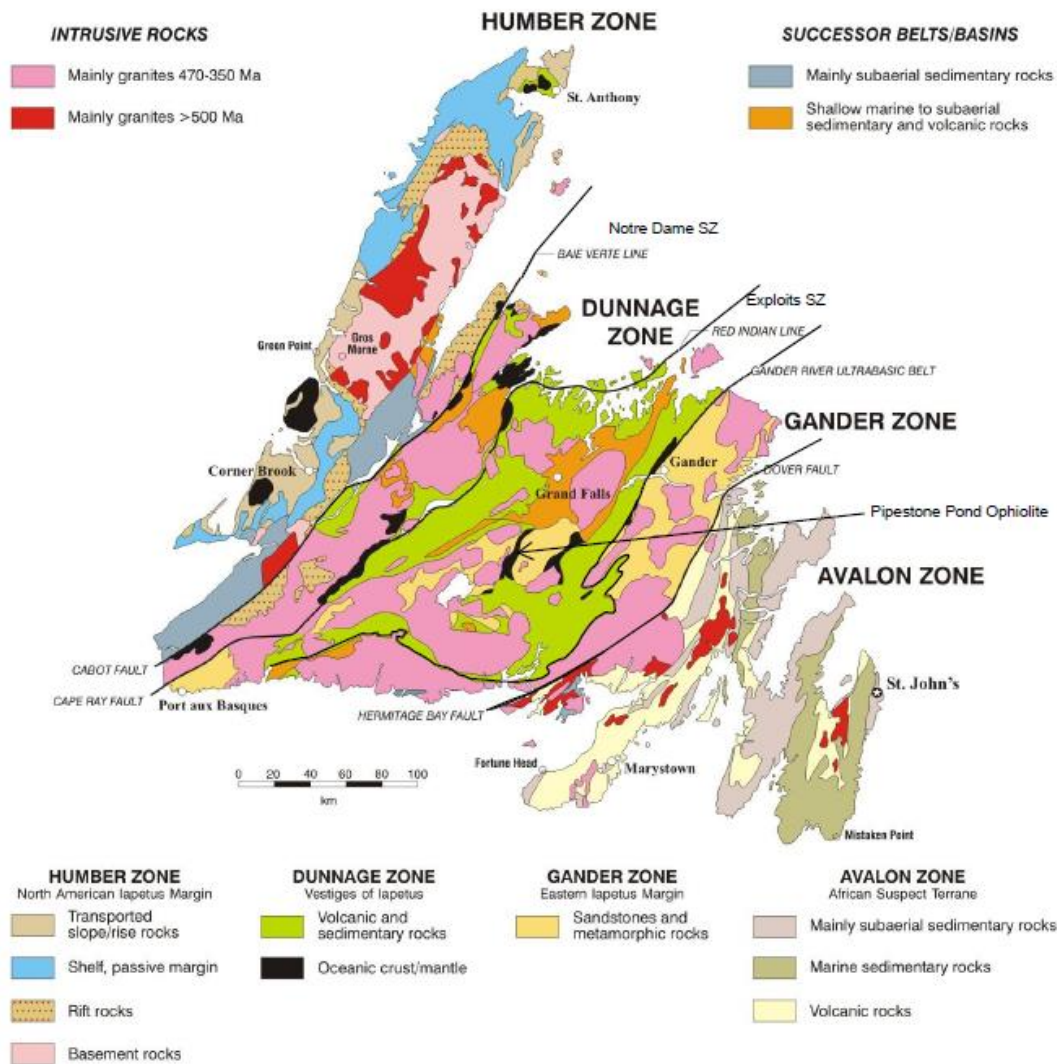 HUMBER ZONE
INTRUSIVE ROCKS
Mainly granites 470-350 Ma
Mainly granites >500 Ma
SUCCESSOR BELTS/BASINS
Mainly subaerial sedimentary rocks
Shallow marine to subaerial
sedimentary and volcanic rocks
St. Anthony
Notre Dame SZ
BAIE VERTE LINE
DUNNAGE
ZONE
Exploits SZ
RED INDIAN LINE
Green Point
Gros
Morne
GANDER RIVER ULTRABASIC BELT
GANDER ZONE
Corner Brook
Gander
DOVER FAULT
Grand Falls
Pipestone Pond Ophiolite
AVALON ZONE
CABOT FAULT
CAPE RAY FAULT
Port aux Basques
HERMITAGE BAY FAULT
St. John's
Fortune Head
Marystown
0 20 40 60 80 100
km
Mistaken Point
HUMBER ZONE
North American Iapetus Margin
Transported
slope/rise rocks
Shelf, passive margin
Rift rocks
Basement rocks
DUNNAGE ZONE
Vestiges of Iapetus
Volcanic and
sedimentary rocks
Oceanic crust/mantle
GANDER ZONE
Eastern Iapetus Margin
Sandstones and
metamorphic rocks
AVALON ZONE
African Suspect Terrane
Mainly subaerial sedimentary rocks
Marine sedimentary rocks
Volcanic rocks